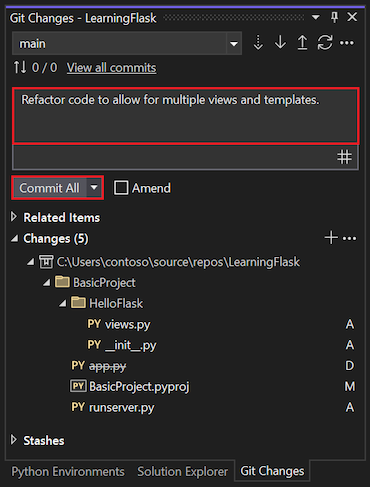 Git Changes - LearningFlask
main
0 / 0 View all commits
Refactor code to allow for multiple views and templates.
Commit All Amend
Related Items
Changes (5)
C:\Users\contoso\source\repos\LearningFlask
BasicProject
HelloFlask
PY views.py A
PY __init__.py A
PY app.py D
PY BasicProject.pyproj M
PY runserver.py A
Stashes
Python Environments Solution Explorer Git Changes